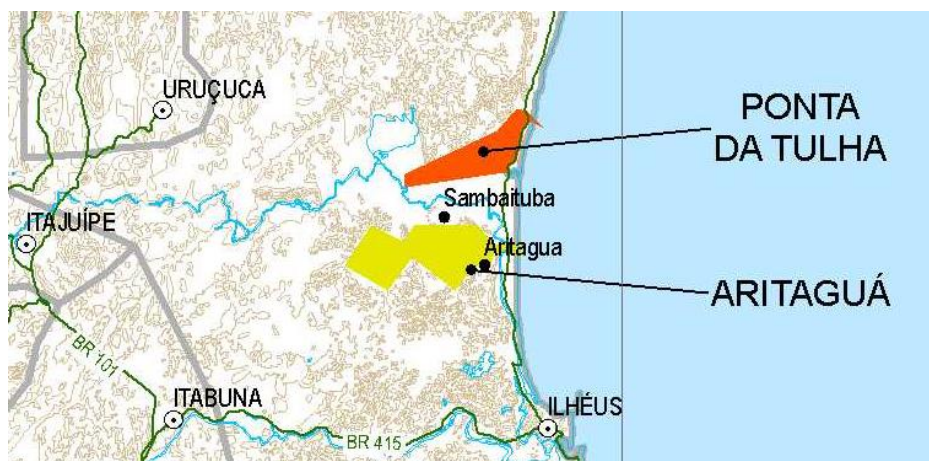 URUÇUCA
PONTA
DA TULHA
Sambaituba
ITAJUÍPE
Aritagua
ARITAGUÁ
BR 101
ITABUNA
ILHÉUS
BR 415